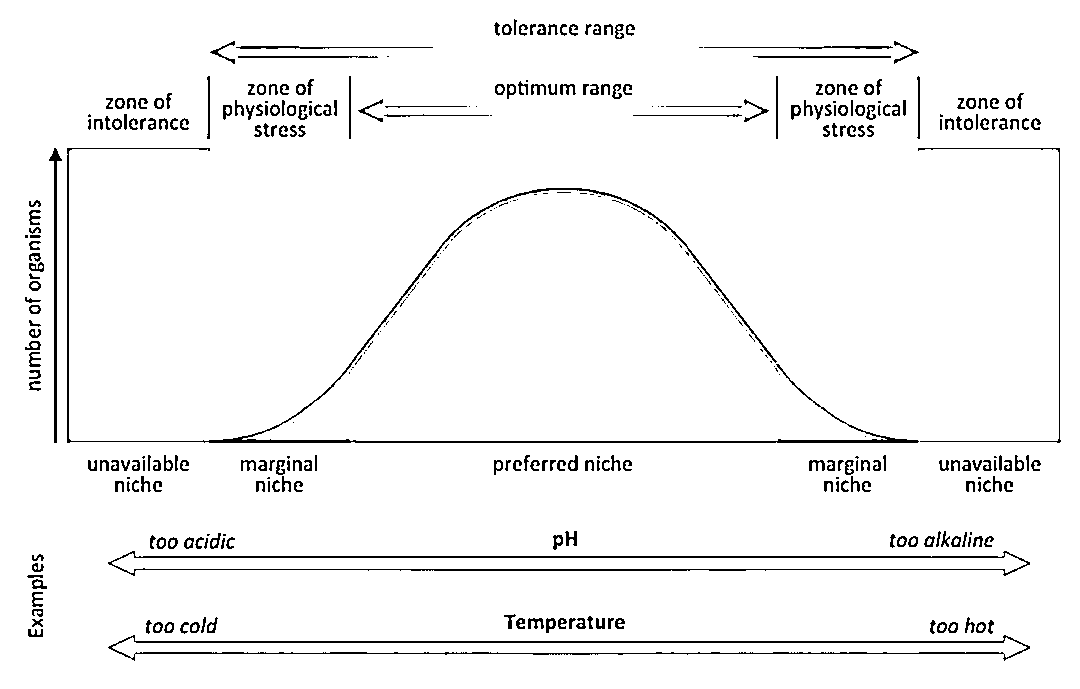 tolerance range
zone of
intolerance
zone of
physiological
stress
optimum range
zone of
physiological
stress
zone of
intolerance
number of organisms
unavailable
niche
marginal
niche
preferred niche
marginal
niche
unavailable
niche
Examples
too acidic
pH
too alkaline
too cold
Temperature
too hot